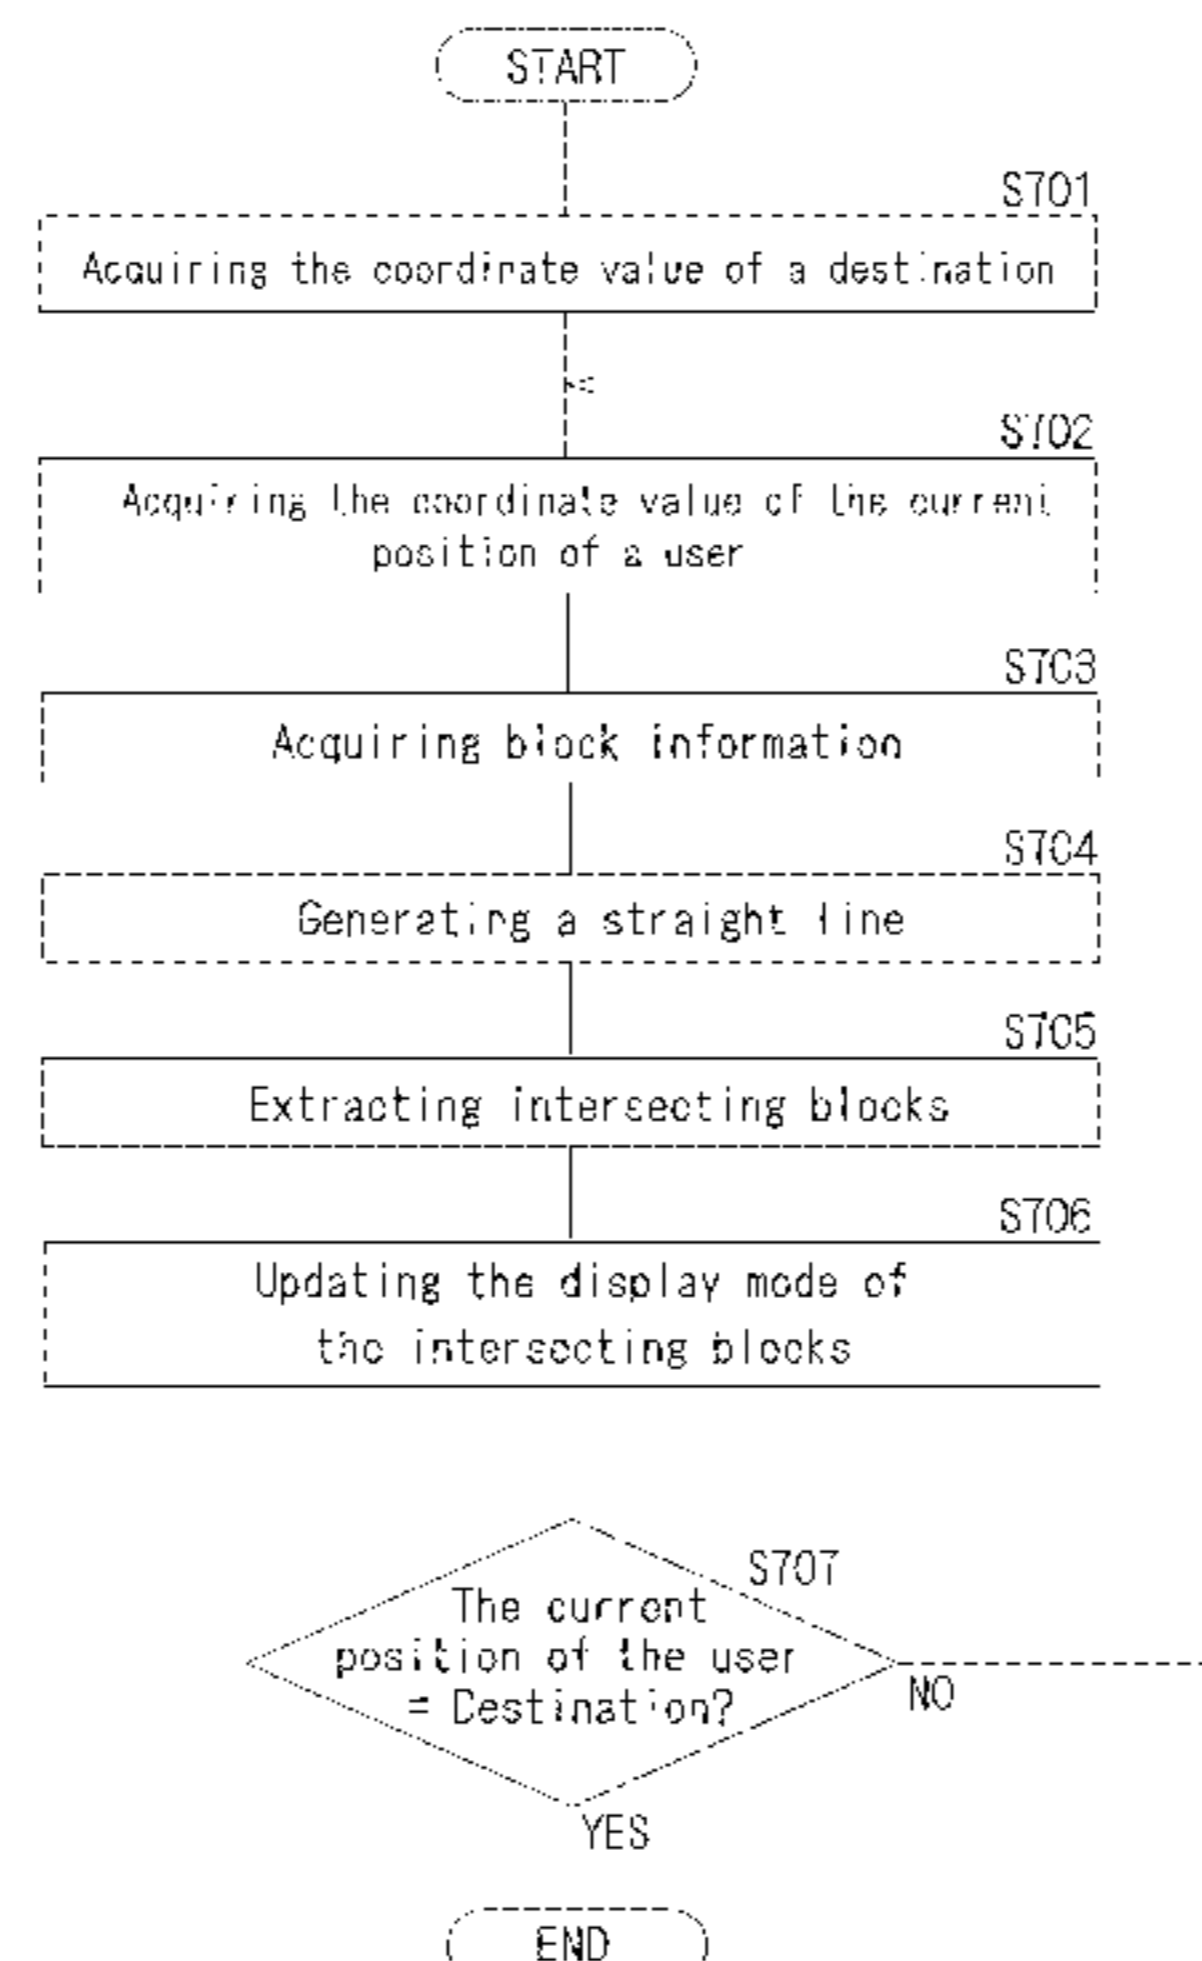 START
S701
Acquiring the coordinate value of a destination
S702
Acquiring the coordinate value of the current
position of a user
S703
Acquiring block information
S704
Generating a straight line
S705
Extracting intersecting blocks
S706
Updating the display mode of
the intersecting blocks
S707
The current
position of the user
= Destination?
NO
YES
END